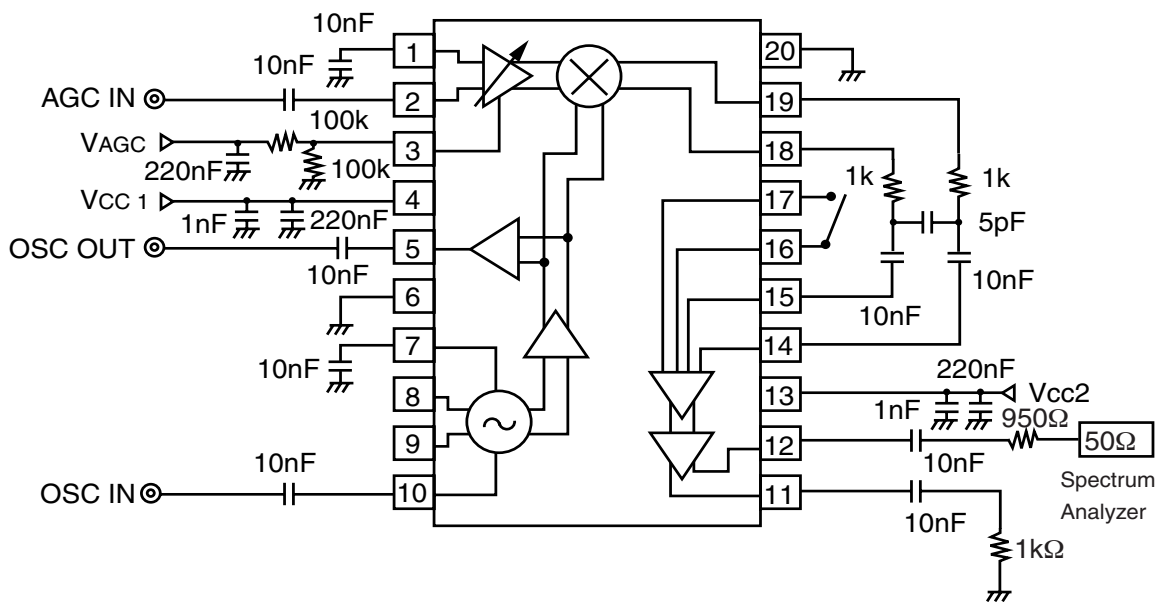 10nF
1
20
10nF
AGC IN
2
19
100k
VAGC
3
18
220nF
100k
1k
1k
VCC 1
4
17
1nF
220nF
5pF
OSC OUT
5
16
10nF
10nF
6
15
10nF
7
14
10nF
220nF
8
13
Vcc2
1nF
950Ω
9
12
50Ω
10nF
10nF
Spectrum
OSC IN
10
11
Analyzer
10nF
1kΩ